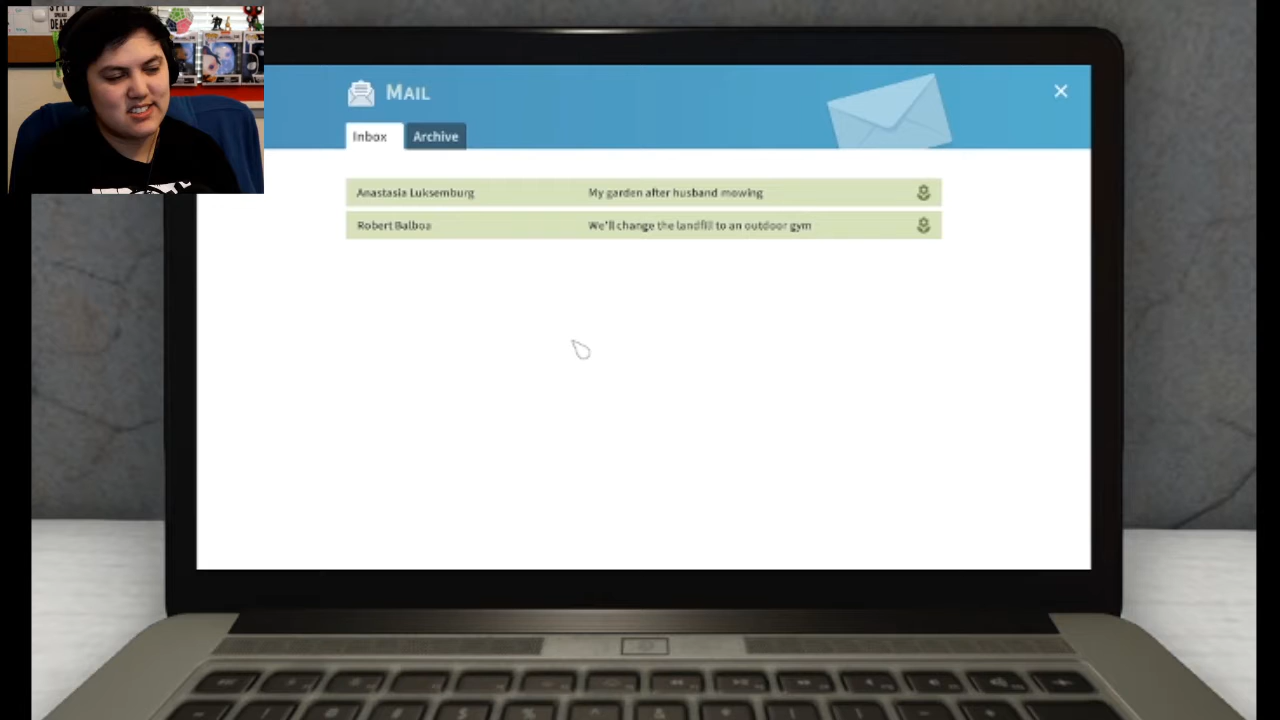 Mail
Inbox Archive
Anastasia Luksemburg My garden after husband mowing
Robert Balboa We'll change the landfill to an outdoor gym